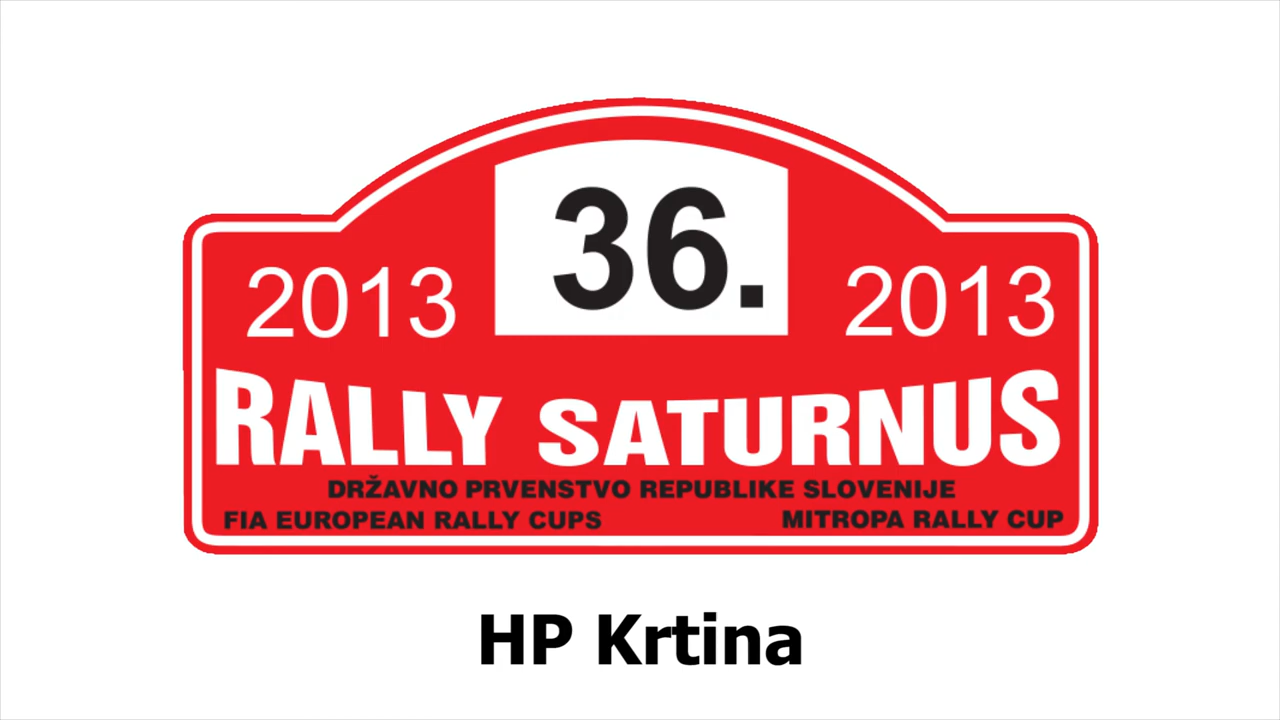 36.
2013 2013
RALLY SATURNUS
DRŽAVNO PRVENSTVO REPUBLIKE SLOVENIJE
FIA EUROPEAN RALLY CUPS MITROPA RALLY CUP
HP Krtina